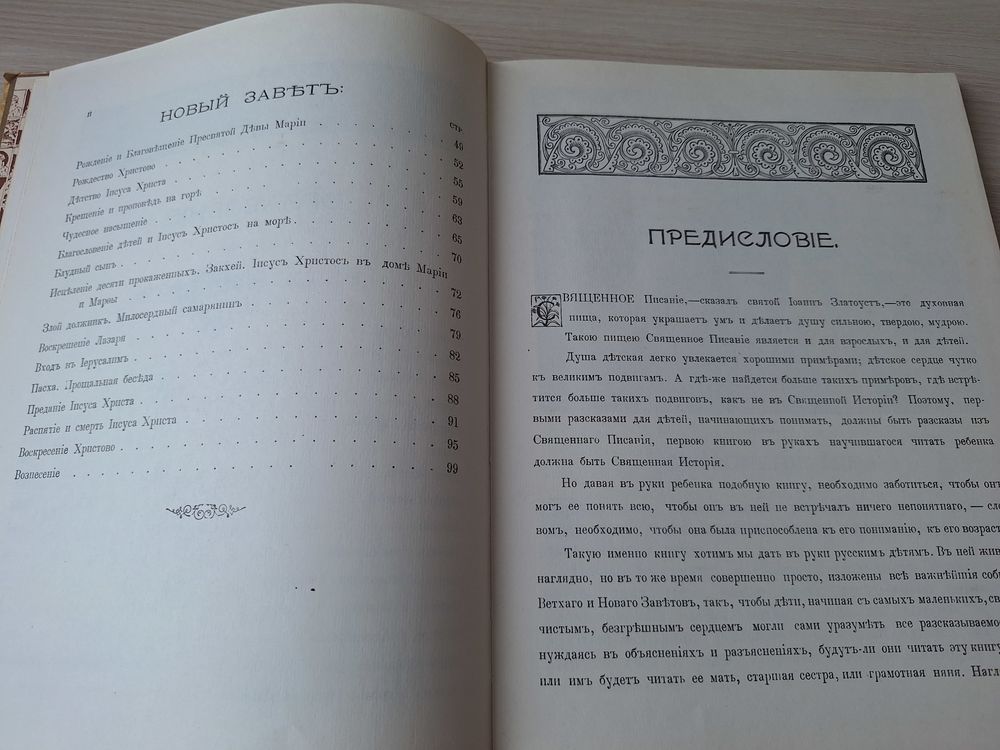 II
НОВЫЙ ЗАВѢТЪ:
СТР.
Рожденіе и Благовѣщеніе Пресвятой Дѣвы Маріи 49
Рождество Христово 52
Дѣтство Іисуса Христа 55
Крещеніе и проповѣдь на горѣ 59
Чудесное насыщеніе 63
Благословеніе дѣтей и Іисусъ Христосъ на морѣ 65
Блудный сынъ 70
Исцѣленіе десяти прокаженныхъ. Закхей. Іисусъ Христосъ въ домѣ Маріи
и Марѳы 72
Злой должникъ. Милосердный самарянинъ 76
Воскрешеніе Лазаря 79
Входъ въ Іерусалимъ 82
Пасха. Прощальная бесѣда 85
Преданіе Іисуса Христа 88
Распятіе и смерть Іисуса Христа 91
Воскресеніе Христово 95
Вознесеніе 99
ПРЕДИСЛОВІЕ.
СВЯЩЕННОЕ Писаніе,—сказалъ святой Іоаннъ Златоустъ,—это духовная
пища, которая украшаетъ умъ и дѣлаетъ душу сильною, твердою, мудрою.
Такою пищею Священное Писаніе является и для взрослыхъ, и для дѣтей.
Душа дѣтская легко увлекается хорошими примѣрами; дѣтское сердце чутко
къ великимъ подвигамъ. А гдѣ-же найдется больше такихъ примѣровъ, гдѣ встрѣ-
тится больше такихъ подвиговъ, какъ не въ Священной Исторіи? Поэтому, пер-
выми разсказами для дѣтей, начинающихъ понимать, должны быть разсказы изъ
Священнаго Писанія, первою книгою въ рукахъ научившагося читать ребенка
должна быть Священная Исторія.
Но давая въ руки ребенка подобную книгу, необходимо заботиться, чтобы онъ
могъ ее понять всю, чтобы онъ въ ней не встрѣчалъ ничего непонятнаго, — сло
вомъ, необходимо, чтобы она была приспособлена къ его пониманію, къ его возраст
Такую именно книгу хотимъ мы дать въ руки русскимъ дѣтямъ. Въ ней жив
наглядно, но въ то же время совершенно просто, изложены всѣ важнѣйшія соб
Ветхаго и Новаго Завѣтовъ, такъ, чтобы дѣти, начиная съ самыхъ маленькихъ, св
чистымъ, безгрѣшнымъ сердцемъ могли сами уразумѣть все разсказываемо
нуждаясь въ объясненіяхъ и разъясненіяхъ, будутъ-ли они читать эту книгу
или имъ будетъ читать ее мать, старшая сестра, или грамотная няня. Нагл